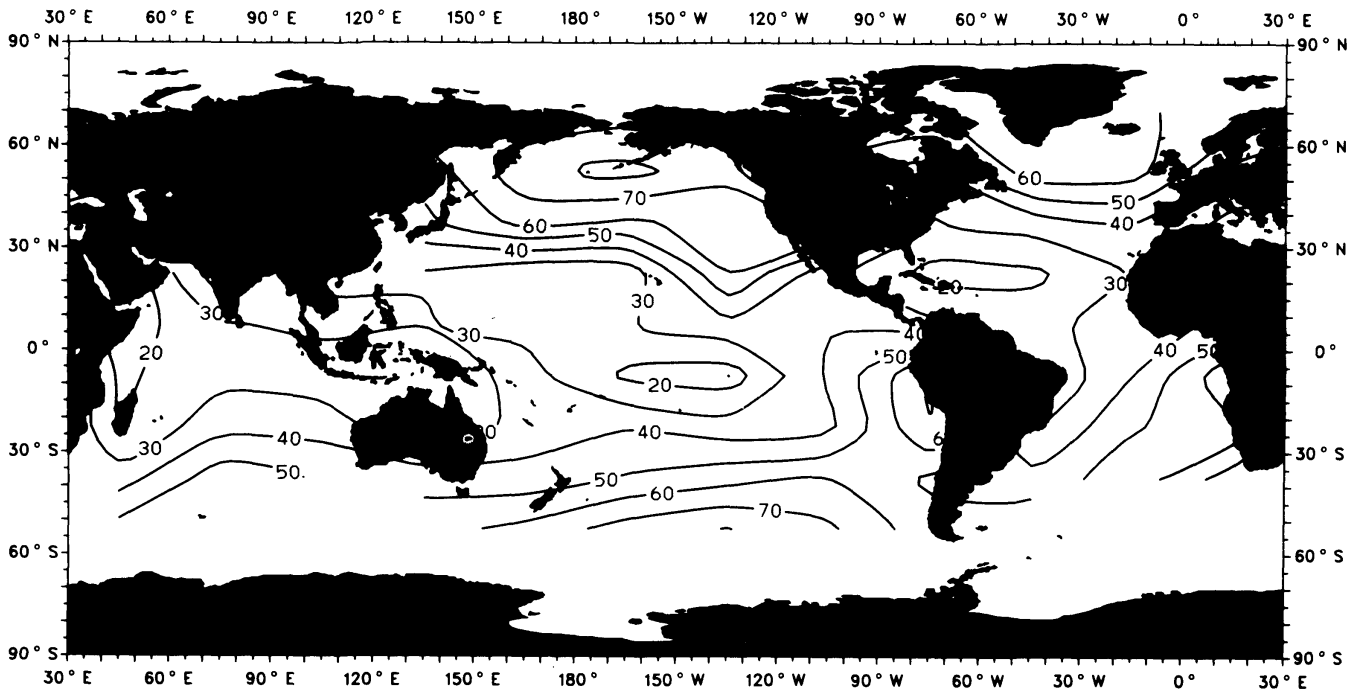 30° E 60° E 90° E 120° E 150° E 180° 150° W 120° W 90° W 60° W 30° W 0° 30° E
90° N 90° N
60° N 60° N
60
70 50
60 50 40
30° N 40 30° N
30 20 30
30 30 40
0° 20 50 40 50 0°
20
30 40 40
30° S 50. 50 30° S
60
70
60° S 60° S
90° S 90° S
30° E 60° E 90° E 120° E 150° E 180° 150° W 120° W 90° W 60° W 30° W 0° 30° E